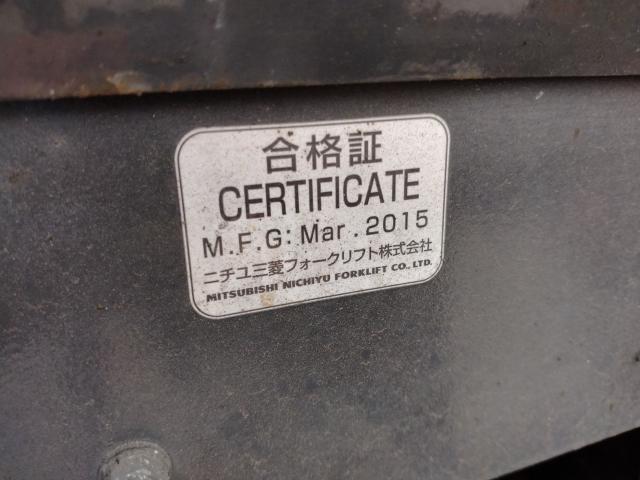 合格証
CERTIFICATE
M.F.G: Mar. 2015
ニチユ三菱フォークリフト株式会社
MITSUBISHI NICHIYU FORKLIFT CO., LTD.